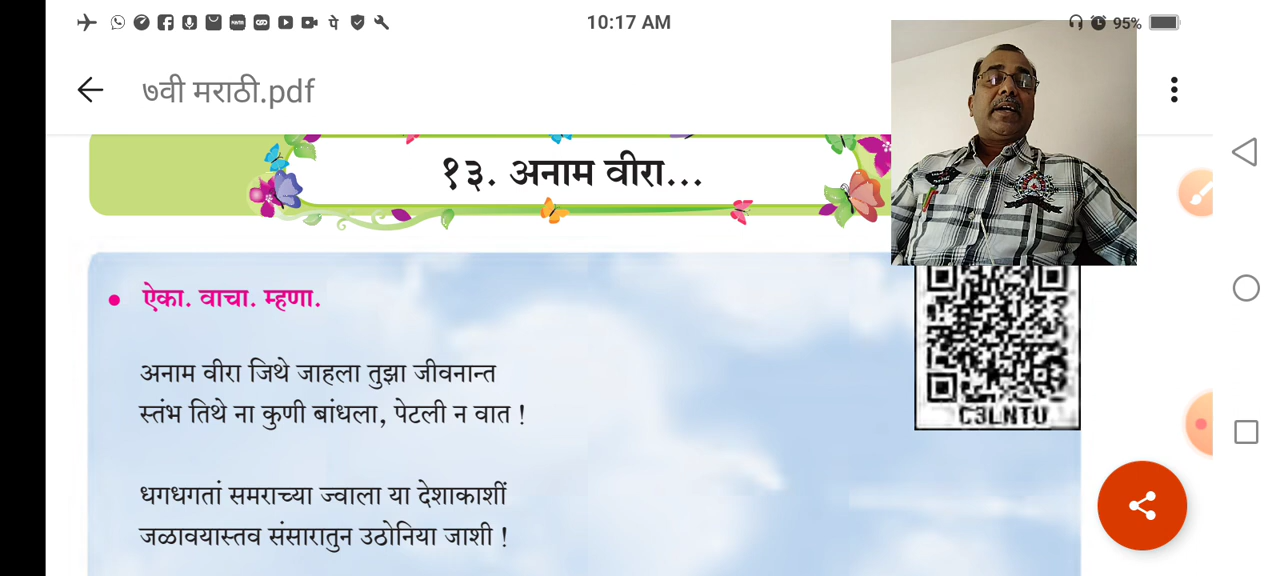 10:17 AM
95%
७वी मराठी.pdf
१३. अनाम वीरा...
• ऐका. वाचा. म्हणा.
अनाम वीरा जिथे जाहला तुझा जीवनान्त
स्तंभ तिथे ना कुणी बांधला, पेटली न वात !
धगधगतां समराच्या ज्वाला या देशाकाशीं
जळावयास्तव संसारातुन उठोनिया जाशी !
C3LNTU